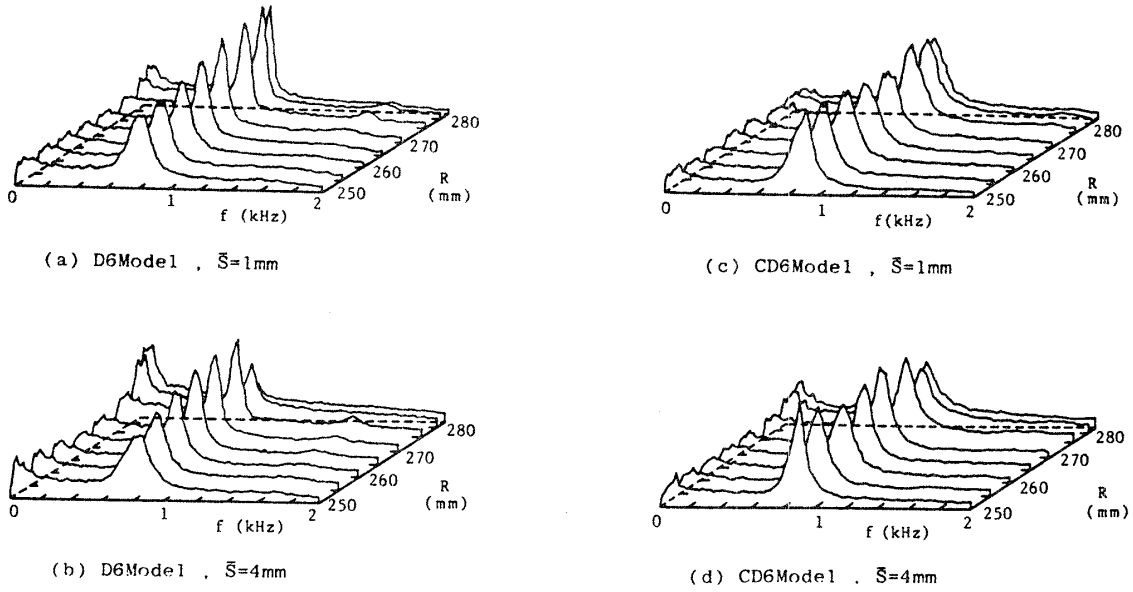 280
270
260
250
R
(mm)
0
1
2
f (kHz)
(a) D6Model , S̄=1mm
280
270
260
250
R
(mm)
0
1
2
f(kHz)
(c) CD6Model , S̄=1mm
280
270
260
250
R
(mm)
0
1
2
f (kHz)
(b) D6Model , S̄=4mm
280
270
260
250
R
(mm)
0
1
2
f (kHz)
(d) CD6Model . S̄=4mm